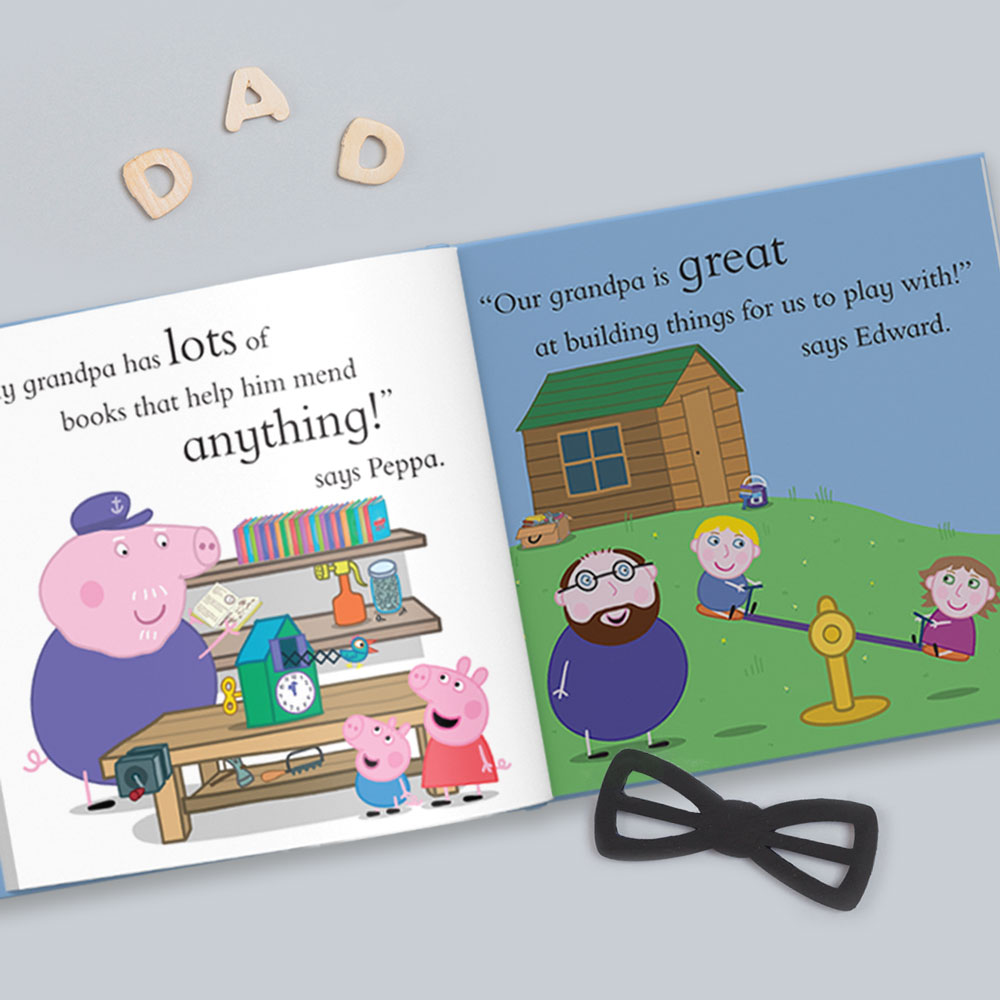 DAD
y grandpa has lots of
books that help him mend
anything!”
says Peppa.
“Our grandpa is great
at building things for us to play with!”
says Edward.